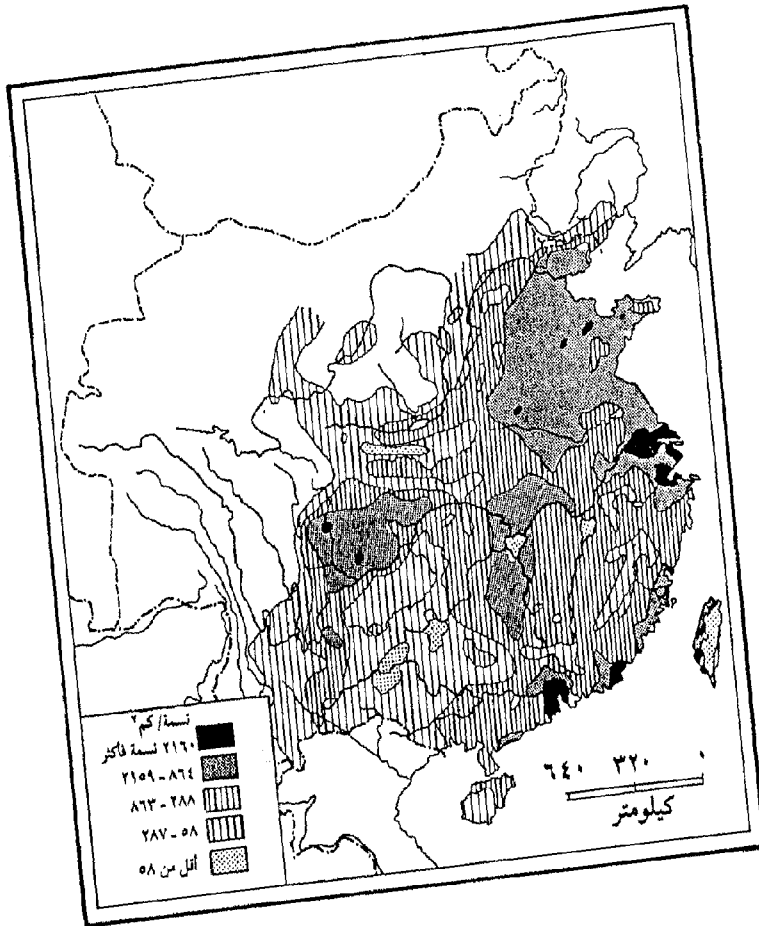 نسمة/كم٢
٢١٦٠ نسمة فأكثر
٨٦٤ - ٢١٥٩
٢٨٨ - ٨٦٣
٥٨ - ٢٨٧
أقل من ٥٨
٦٤٠ ٣٢٠ ٠
كيلومتر